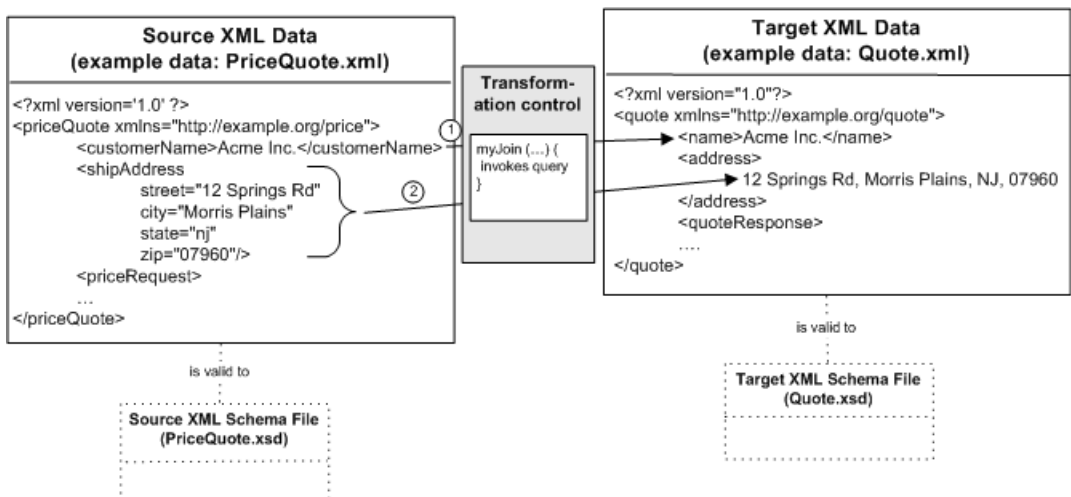 Source XML Data
(example data: PriceQuote.xml)
<?xml version='1.0' ?>
<priceQuote xmlns="http://example.org/price">
<customerName>Acme Inc.</customerName>
<shipAddress
street="12 Springs Rd"
city="Morris Plains"
state="nj"
zip="07960"/>
<priceRequest>
...
</priceQuote>
is valid to
Source XML Schema File
(PriceQuote.xsd)
1
2
Transform-
ation control
myJoin (...) {
invokes query
}
Target XML Data
(example data: Quote.xml)
<?xml version="1.0"?>
<quote xmlns="http://example.org/quote">
<name>Acme Inc.</name>
<address>
12 Springs Rd, Morris Plains, NJ, 07960
</address>
<quoteResponse>
....
</quote>
is valid to
Target XML Schema File
(Quote.xsd)